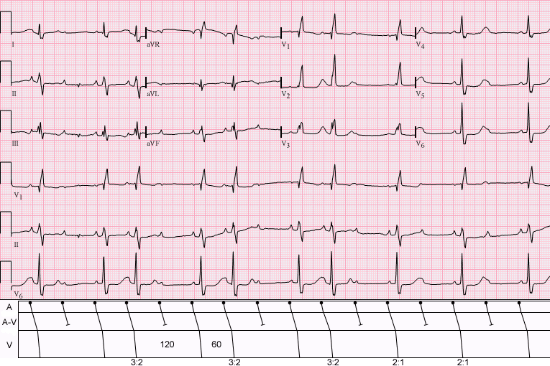 I aVR V1 V4
II aVL V2 V5
III aVF V3 V6
V1
II
V6
A
A-V
V 120 60
3:2 3:2 3:2 2:1 2:1